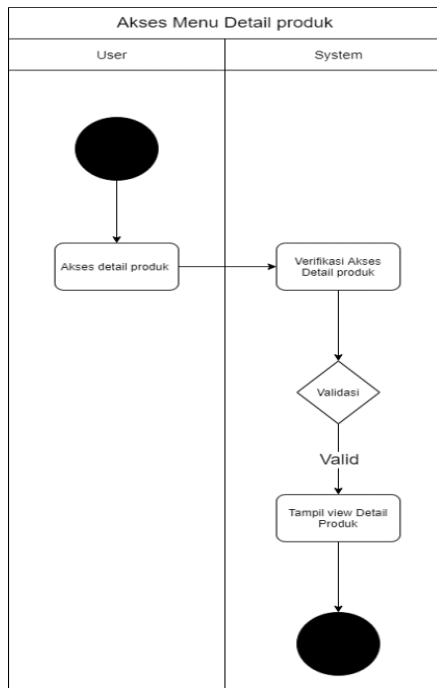 Akses Menu Detail produk
User
System
Akses detail produk
Verifikasi Akses
Detail produk
Validasi
Valid
Tampil view Detail
Produk